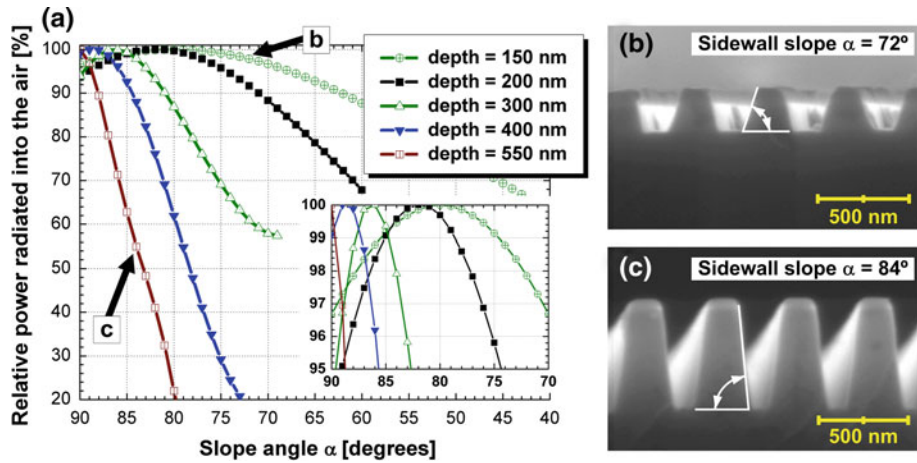 (a)
Relative power radiated into the air [%]
100
90
80
70
60
50
40
30
20
90 85 80 75 70 65 60 55 50 45 40
Slope angle α [degrees]
b
c
depth = 150 nm
depth = 200 nm
depth = 300 nm
depth = 400 nm
depth = 550 nm
100
99
98
97
96
95
90 85 80 75 70
(b)
Sidewall slope α = 72º
500 nm
(c)
Sidewall slope α = 84º
500 nm